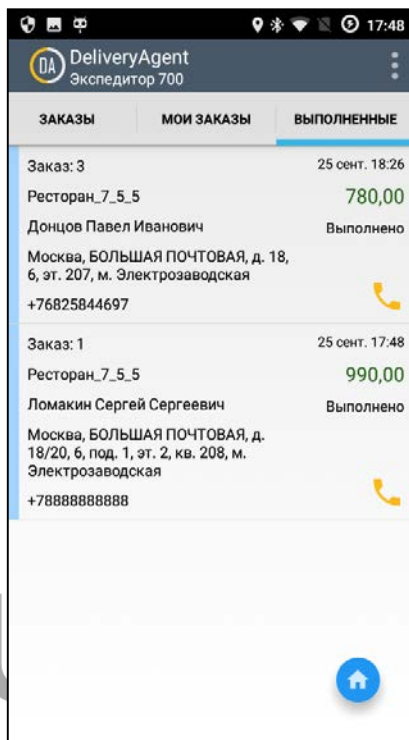 17:48
DA DeliveryAgent
Экспедитор 700
ЗАКАЗЫ МОИ ЗАКАЗЫ ВЫПОЛНЕННЫЕ
Заказ: 3 25 сент. 18:26
Ресторан_7_5_5 780,00
Донцов Павел Иванович Выполнено
Москва, БОЛЬШАЯ ПОЧТОВАЯ, д. 18,
6, эт. 207, м. Электрозаводская
+76825844697
Заказ: 1 25 сент. 17:48
Ресторан_7_5_5 990,00
Ломакин Сергей Сергеевич Выполнено
Москва, БОЛЬШАЯ ПОЧТОВАЯ, д.
18/20, 6, под. 1, эт. 2, кв. 208, м.
Электрозаводская
+78888888888